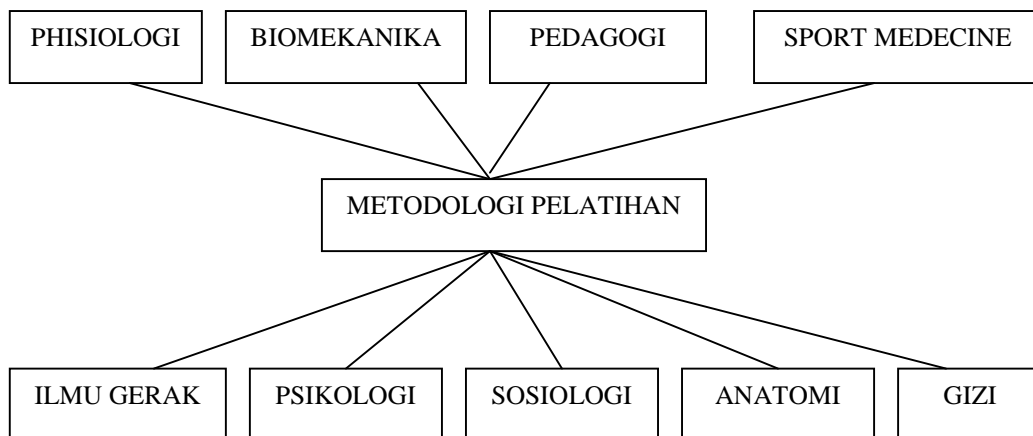 PHISIOLOGI
BIOMEKANIKA
PEDAGOGI
SPORT MEDECINE
METODOLOGI PELATIHAN
ILMU GERAK
PSIKOLOGI
SOSIOLOGI
ANATOMI
GIZI